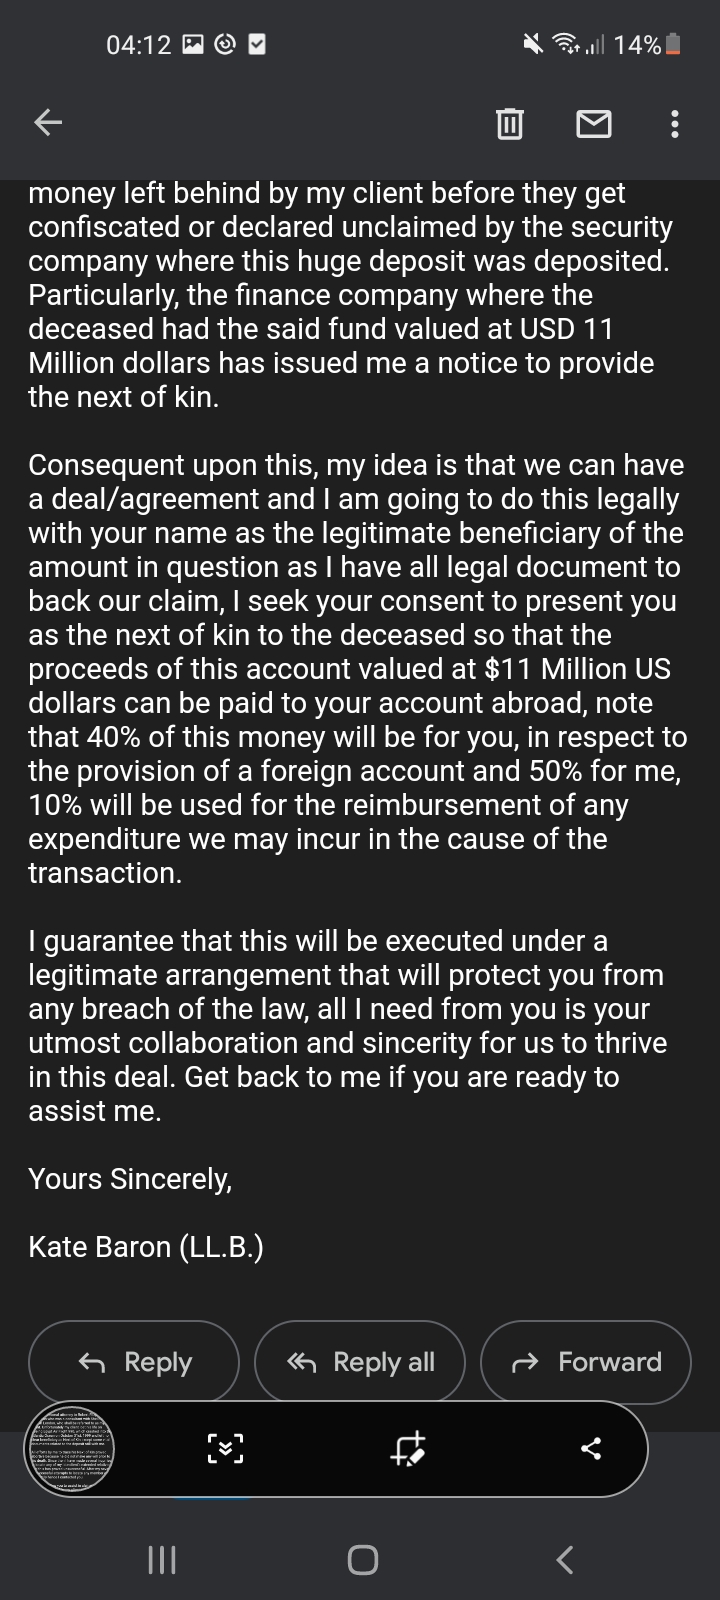 04:12
14%
money left behind by my client before they get
confiscated or declared unclaimed by the security
company where this huge deposit was deposited.
Particularly, the finance company where the
deceased had the said fund valued at USD 11
Million dollars has issued me a notice to provide
the next of kin.
Consequent upon this, my idea is that we can have
a deal/agreement and I am going to do this legally
with your name as the legitimate beneficiary of the
amount in question as I have all legal document to
back our claim, I seek your consent to present you
as the next of kin to the deceased so that the
proceeds of this account valued at $11 Million US
dollars can be paid to your account abroad, note
that 40% of this money will be for you, in respect to
the provision of a foreign account and 50% for me,
10% will be used for the reimbursement of any
expenditure we may incur in the cause of the
transaction.
I guarantee that this will be executed under a
legitimate arrangement that will protect you from
any breach of the law, all I need from you is your
utmost collaboration and sincerity for us to thrive
in this deal. Get back to me if you are ready to
assist me.
Yours Sincerely,
Kate Baron (LL.B.)
Reply
Reply all
Forward